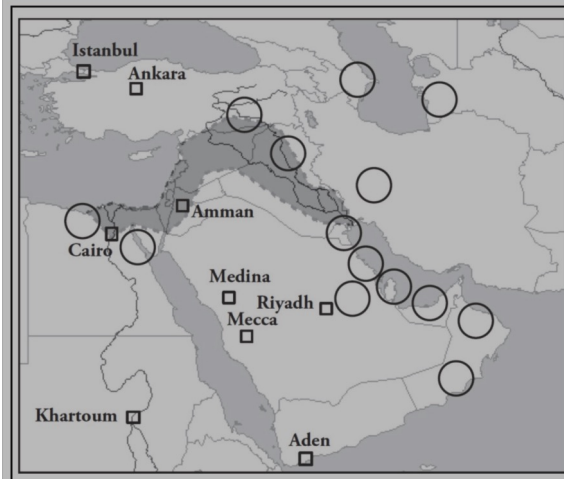 Istanbul
Ankara
Amman
Cairo
Medina
Riyadh
Mecca
Khartoum
Aden